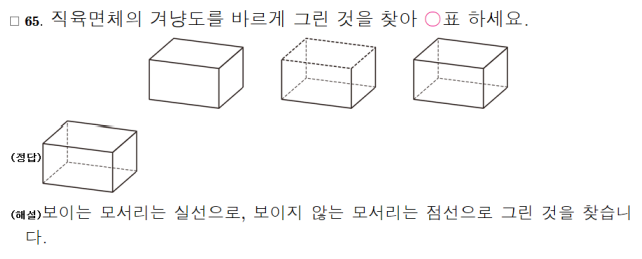 □ 65. 직육면체의 겨냥도를 바르게 그린 것을 찾아 ○표 하세요.
(정답)
(해설)보이는 모서리는 실선으로, 보이지 않는 모서리는 점선으로 그린 것을 찾습니
다.